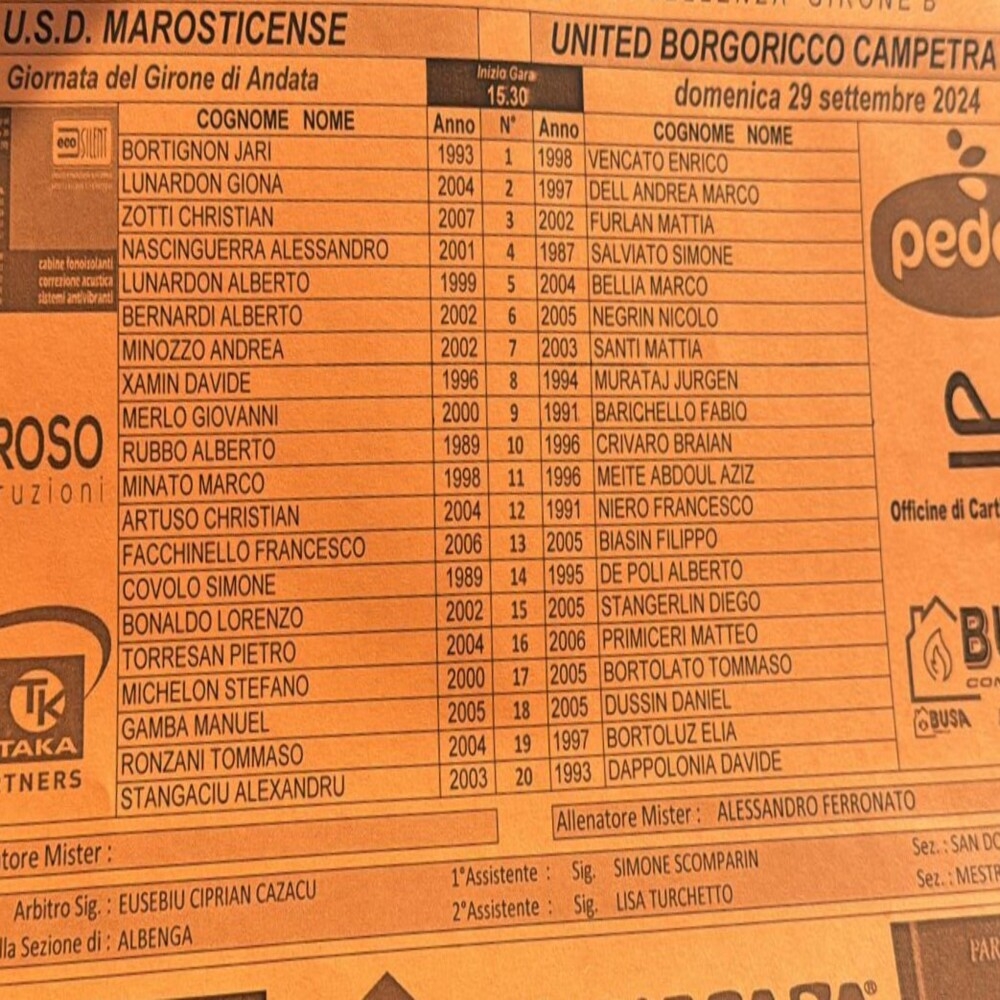 GIRONE B
U.S.D. MAROSTICENSE
UNITED BORGORICCO CAMPETRA
Giornata del Girone di Andata
Inizio Gara
15.30
domenica 29 settembre 2024
COGNOME NOME Anno N° Anno COGNOME NOME
BORTIGNON JARI 1993 1 1998 VENCATO ENRICO
LUNARDON GIONA 2004 2 1997 DELL ANDREA MARCO
ZOTTI CHRISTIAN 2007 3 2002 FURLAN MATTIA
NASCINGUERRA ALESSANDRO 2001 4 1987 SALVIATO SIMONE
LUNARDON ALBERTO 1999 5 2004 BELLIA MARCO
BERNARDI ALBERTO 2002 6 2005 NEGRIN NICOLO
MINOZZO ANDREA 2002 7 2003 SANTI MATTIA
XAMIN DAVIDE 1996 8 1994 MURATAJ JURGEN
MERLO GIOVANNI 2000 9 1991 BARICHELLO FABIO
RUBBO ALBERTO 1989 10 1996 CRIVARO BRAIAN
MINATO MARCO 1998 11 1996 MEITE ABDOUL AZIZ
ARTUSO CHRISTIAN 2004 12 1991 NIERO FRANCESCO
FACCHINELLO FRANCESCO 2006 13 2005 BIASIN FILIPPO
COVOLO SIMONE 1989 14 1995 DE POLI ALBERTO
BONALDO LORENZO 2002 15 2005 STANGERLIN DIEGO
TORRESAN PIETRO 2004 16 2006 PRIMICERI MATTEO
MICHELON STEFANO 2000 17 2005 BORTOLATO TOMMASO
GAMBA MANUEL 2005 18 2005 DUSSIN DANIEL
RONZANI TOMMASO 2004 19 1997 BORTOLUZ ELIA
STANGACIU ALEXANDRU 2003 20 1993 DAPPOLONIA DAVIDE
tore Mister :
Allenatore Mister : ALESSANDRO FERRONATO
Arbitro Sig. : EUSEBIU CIPRIAN CAZACU
1°Assistente : Sig. SIMONE SCOMPARIN Sez. : SAN DO
lla Sezione di : ALBENGA
2°Assistente : Sig. LISA TURCHETTO Sez. : MESTR
eco SILENT
cabine fonoisolanti
correzione acustica
sistemi antivibranti
ROSO
ruzioni
TK
TAKA
RTNERS
pedo
Officine di Cart
BU
CON
BUSA
PAR